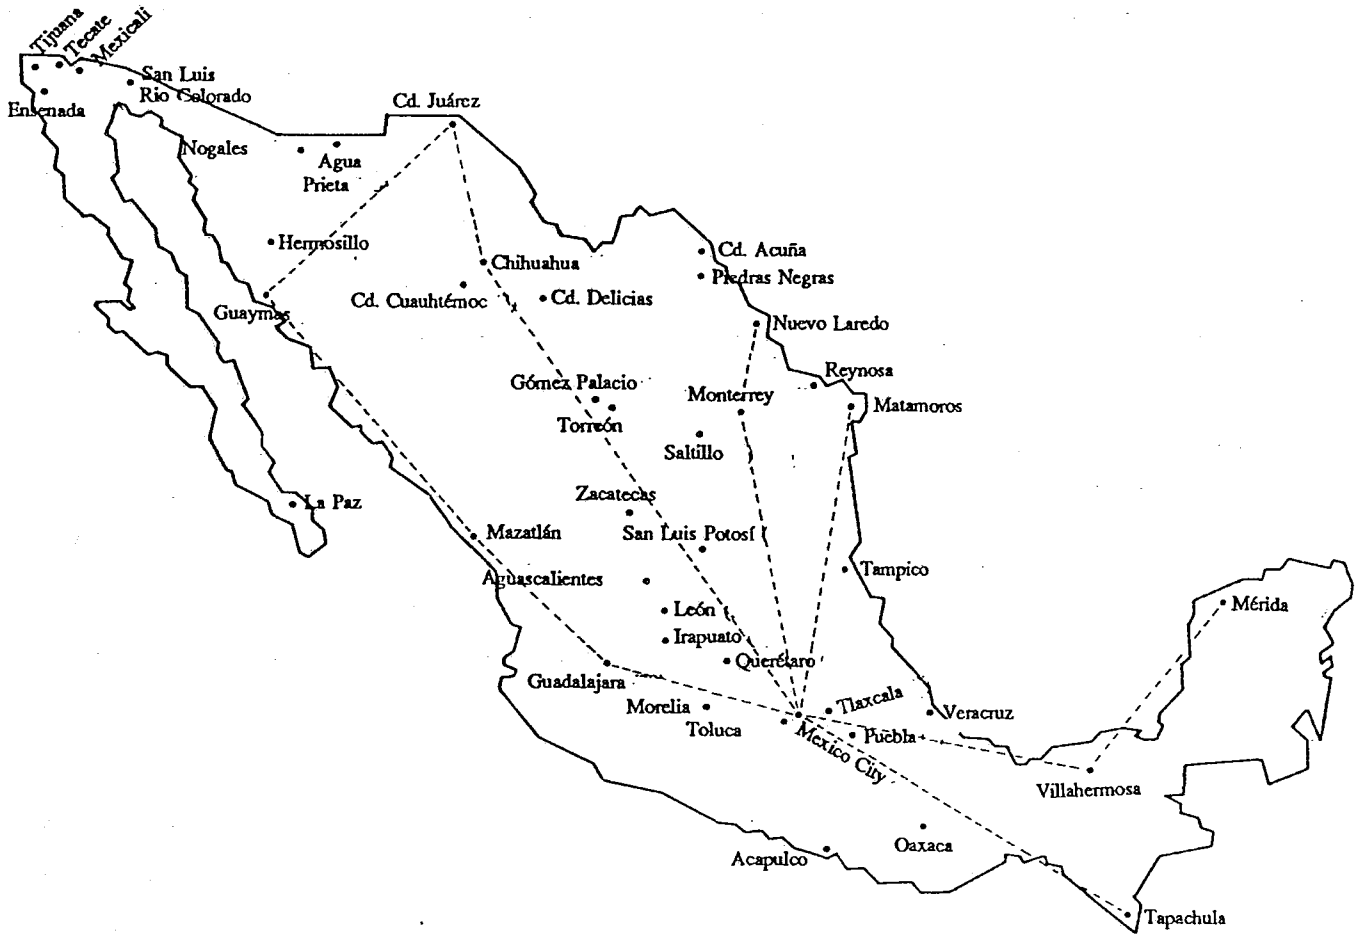 Tijuana
Tecate
Mexicali
San Luis
Rio Colorado
Ensenada
Cd. Juárez
Nogales
Agua
Prieta
Hermosillo
Cd. Acuña
Chihuahua
Piedras Negras
Cd. Cuauhtémoc
Cd. Delicias
Guaymas
Nuevo Laredo
Reynosa
Gómez Palacio
Monterrey
Matamoros
Torreón
Saltillo
Zacatecas
La Paz
Mazatlán
San Luis Potosí
Tampico
Aguascalientes
León
Mérida
Irapuato
Querétaro
Guadalajara
Tlaxcala
Morelia
Veracruz
Toluca
Puebla
Mexico City
Villahermosa
Oaxaca
Acapulco
Tapachula